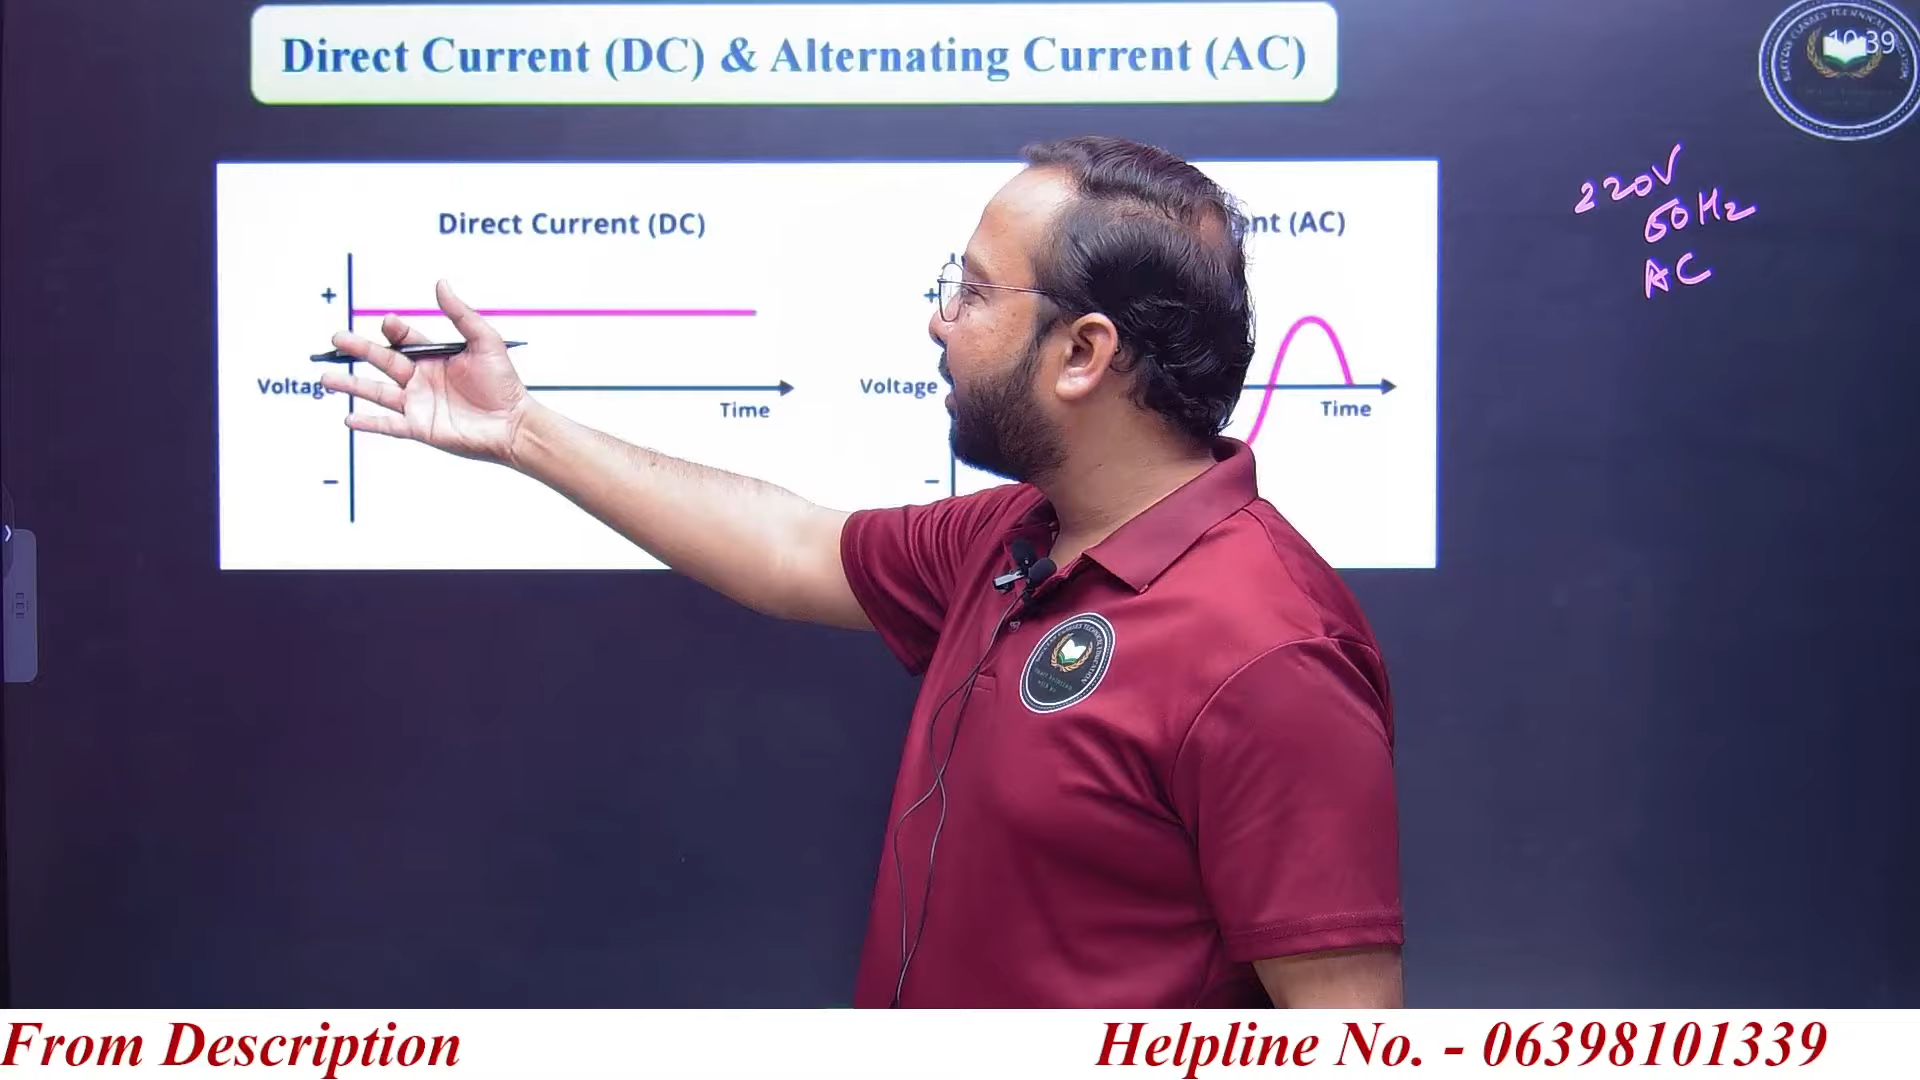 Direct Current (DC) & Alternating Current (AC)
10:39
220V
50Hz
AC
Direct Current (DC)
+
Voltage
Time
–
ent (AC)
+
Voltage
Time
–
From Description
Helpline No. - 06398101339